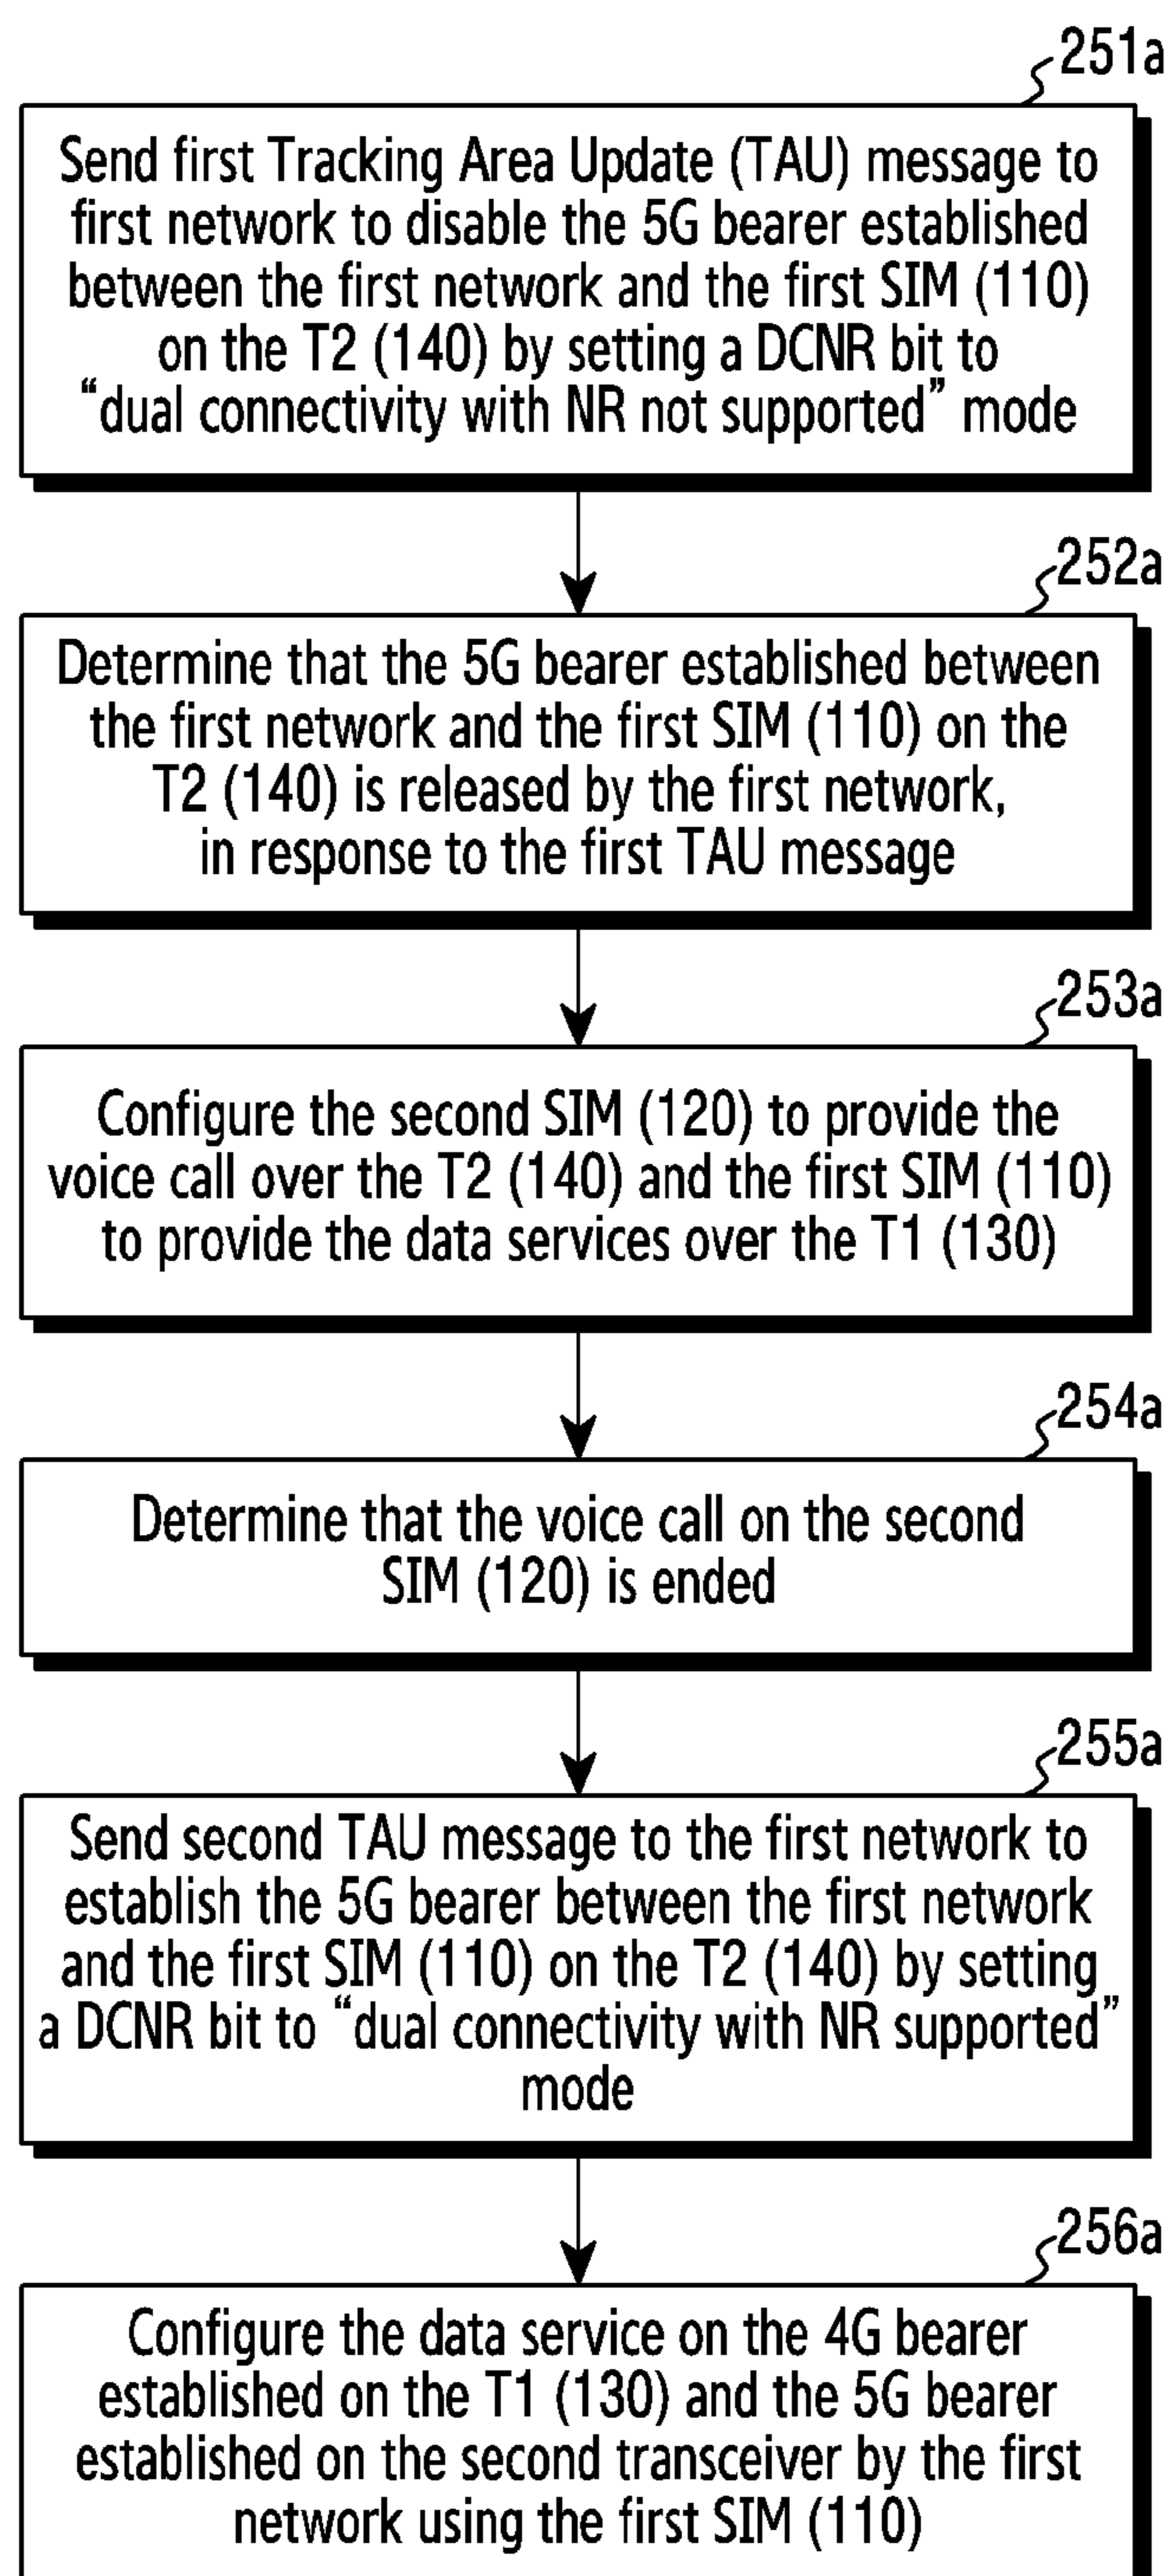 251a
Send first Tracking Area Update (TAU) message to
first network to disable the 5G bearer established
between the first network and the first SIM (110)
on the T2 (140) by setting a DCNR bit to
“dual connectivity with NR not supported” mode
252a
Determine that the 5G bearer established between
the first network and the first SIM (110) on the
T2 (140) is released by the first network,
in response to the first TAU message
253a
Configure the second SIM (120) to provide the
voice call over the T2 (140) and the first SIM (110)
to provide the data services over the T1 (130)
254a
Determine that the voice call on the second
SIM (120) is ended
255a
Send second TAU message to the first network to
establish the 5G bearer between the first network
and the first SIM (110) on the T2 (140) by setting
a DCNR bit to “dual connectivity with NR supported”
mode
256a
Configure the data service on the 4G bearer
established on the T1 (130) and the 5G bearer
established on the second transceiver by the first
network using the first SIM (110)